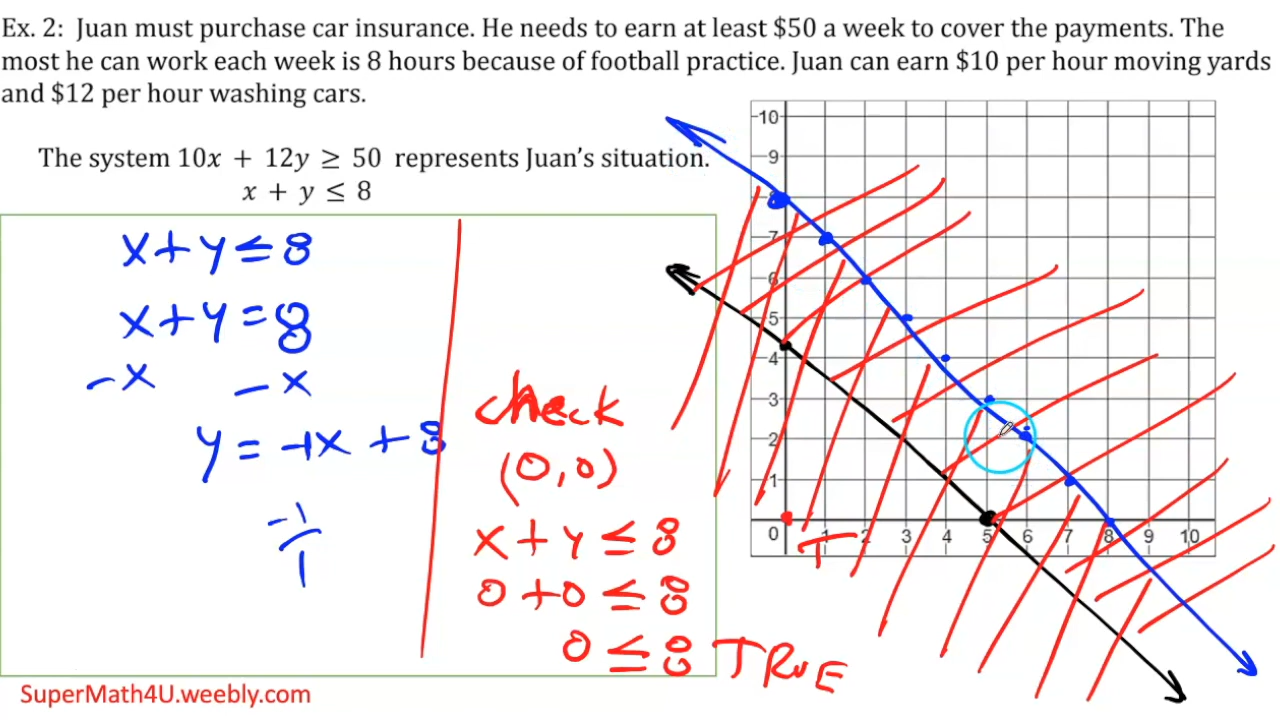 Ex. 2: Juan must purchase car insurance. He needs to earn at least $50 a week to cover the payments. The
most he can work each week is 8 hours because of football practice. Juan can earn $10 per hour moving yards
and $12 per hour washing cars.
The system 10x + 12y ≥ 50 represents Juan's situation.
x + y ≤ 8
x+y≤8
x+y=8
-x -x
y = -1x + 8
-1
1
check
(0,0)
x+y≤8
0+0≤8
0≤8 TRUE
10
9
8
7
6
5
4
3
2
1
0 1 2 3 4 5 6 7 8 9 10
T
SuperMath4U.weebly.com